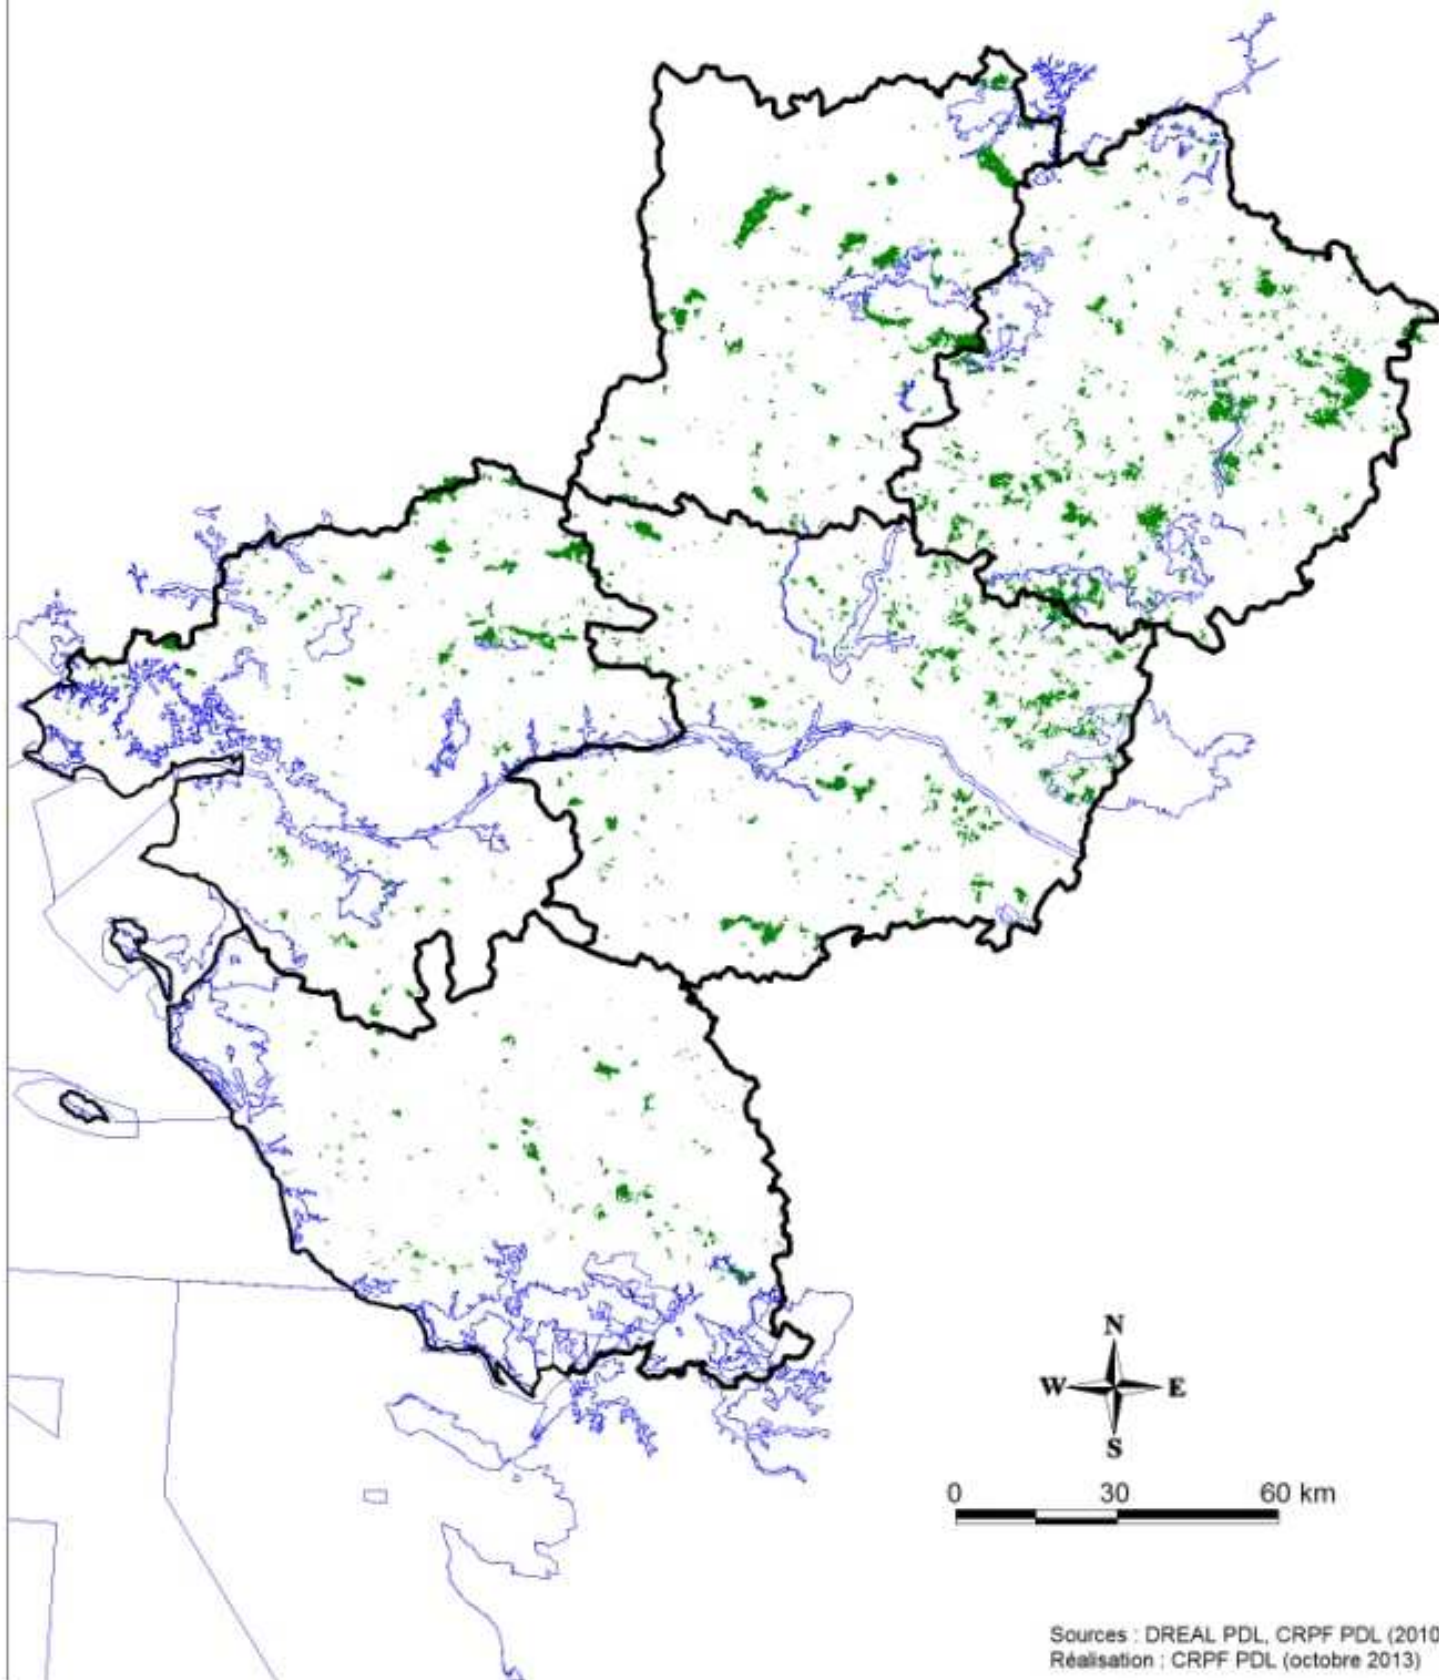 N
W E
S
0 30 60 km
Sources : DREAL PDL, CRPF PDL (2010
Réalisation : CRPF PDL (octobre 2013)